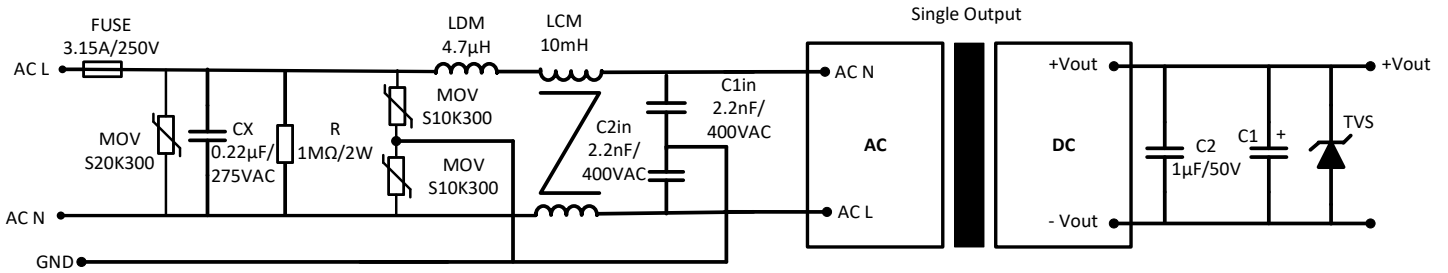 Single Output
FUSE
3.15A/250V
LDM
4.7µH
LCM
10mH
AC L
MOV
S20K300
CX
0.22µF/
275VAC
R
1MΩ/2W
MOV
S10K300
MOV
S10K300
C1in
2.2nF/
400VAC
C2in
2.2nF/
400VAC
AC N
GND
AC N
AC
AC L
+Vout
DC
- Vout
C2
1µF/50V
C1
+
TVS
+Vout